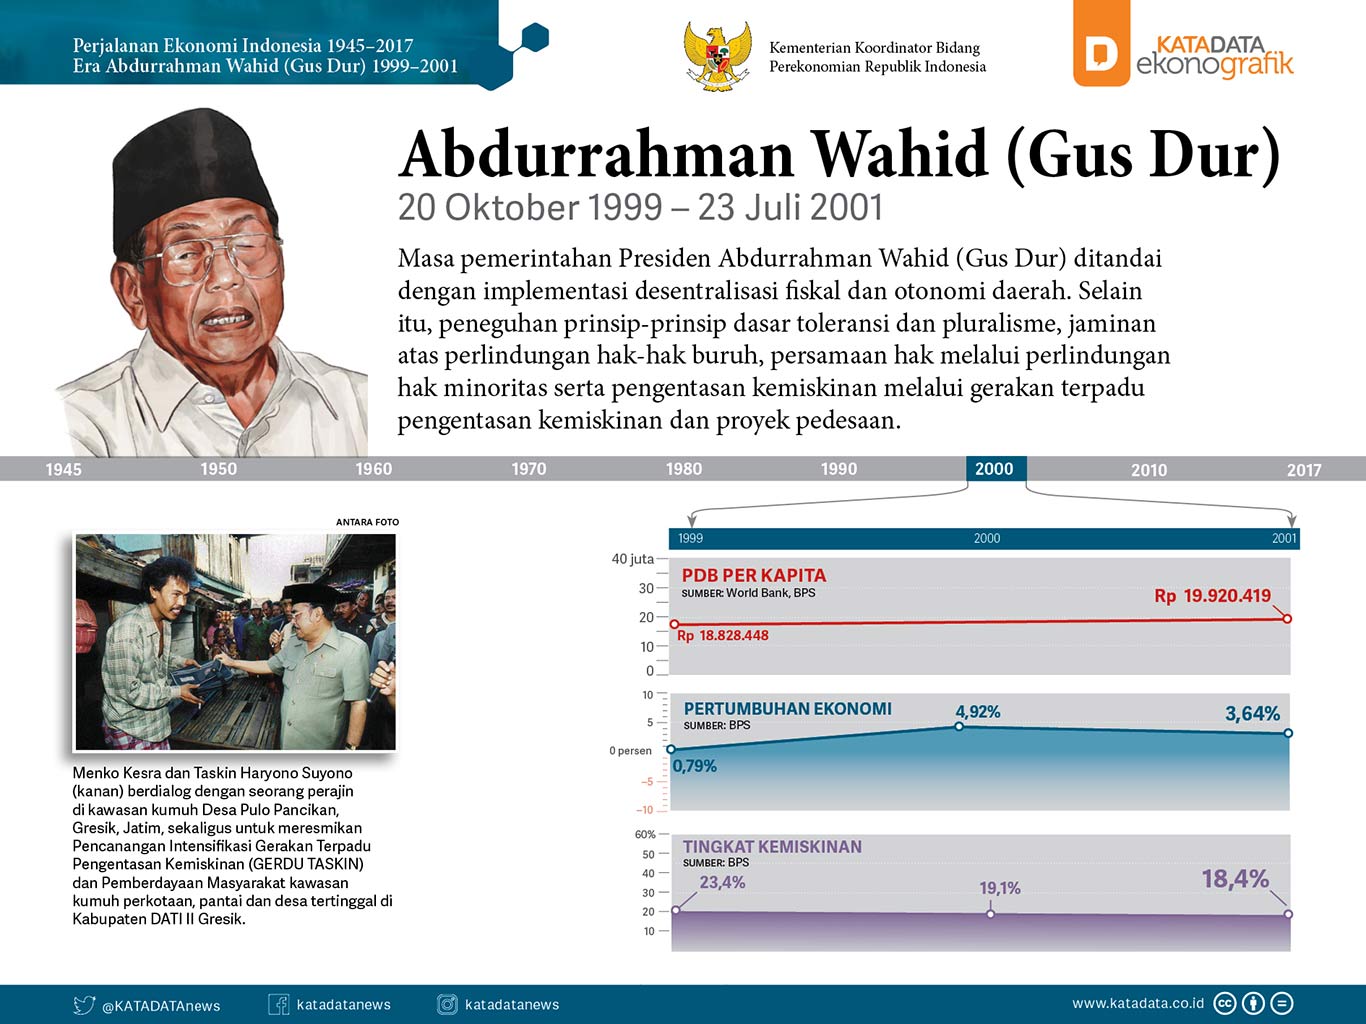 Perjalanan Ekonomi Indonesia 1945–2017
Era Abdurrahman Wahid (Gus Dur) 1999–2001
Kementerian Koordinator Bidang
Perekonomian Republik Indonesia
D
KATADATA
ekonografik
Abdurrahman Wahid (Gus Dur)
20 Oktober 1999 – 23 Juli 2001
Masa pemerintahan Presiden Abdurrahman Wahid (Gus Dur) ditandai
dengan implementasi desentralisasi fiskal dan otonomi daerah. Selain
itu, peneguhan prinsip-prinsip dasar toleransi dan pluralisme, jaminan
atas perlindungan hak-hak buruh, persamaan hak melalui perlindungan
hak minoritas serta pengentasan kemiskinan melalui gerakan terpadu
pengentasan kemiskinan dan proyek pedesaan.
1945 1950 1960 1970 1980 1990 2000 2010 2017
ANTARA FOTO
Menko Kesra dan Taskin Haryono Suyono
(kanan) berdialog dengan seorang perajin
di kawasan kumuh Desa Pulo Pancikan,
Gresik, Jatim, sekaligus untuk meresmikan
Pencanangan Intensifikasi Gerakan Terpadu
Pengentasan Kemiskinan (GERDU TASKIN)
dan Pemberdayaan Masyarakat kawasan
kumuh perkotaan, pantai dan desa tertinggal di
Kabupaten DATI II Gresik.
1999 2000 2001
40 juta
30
20
10
0
PDB PER KAPITA
SUMBER: World Bank, BPS
Rp 19.920.419
Rp 18.828.448
10
5
0 persen
–5
–10
PERTUMBUHAN EKONOMI
SUMBER: BPS
4,92%
3,64%
0,79%
60%
50
40
30
20
10
TINGKAT KEMISKINAN
SUMBER: BPS
23,4%
19,1%
18,4%
@KATADATAnews
katadatanews
katadatanews
www.katadata.co.id
cc